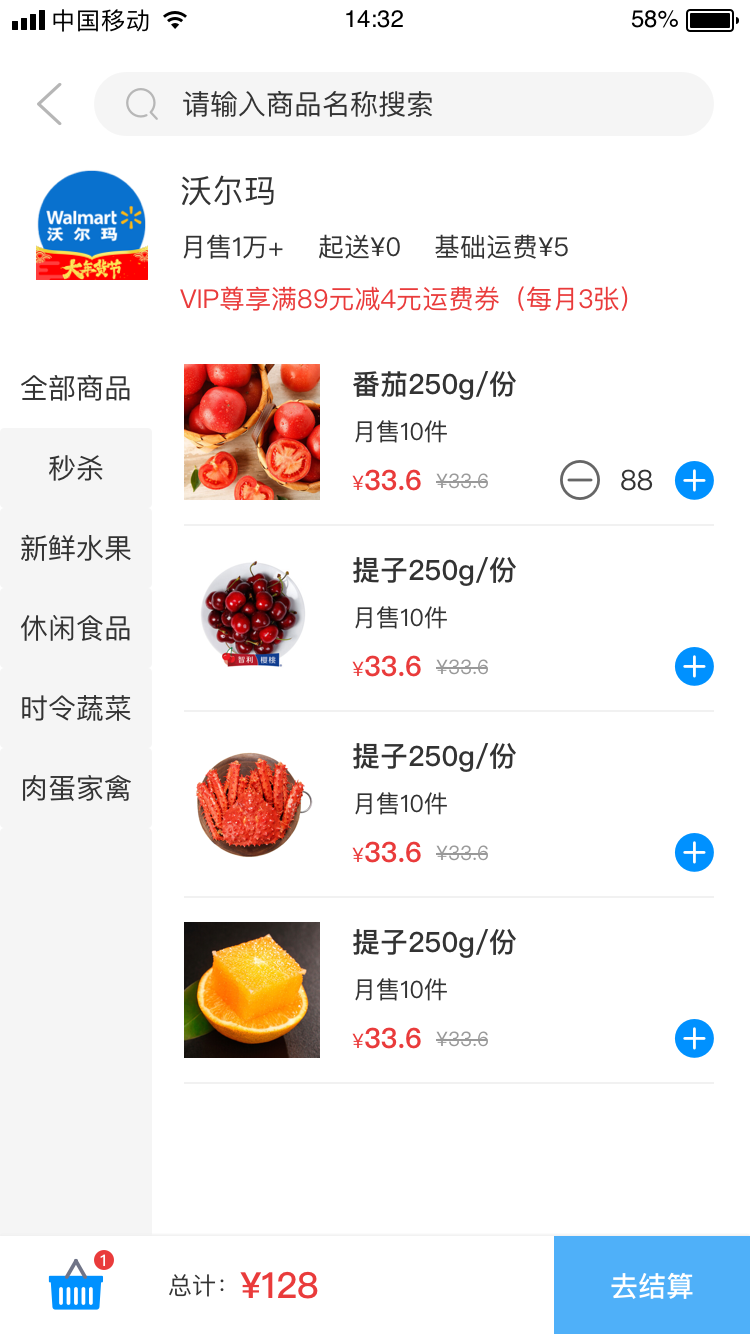 中国移动 14:32 58%
请输入商品名称搜索
Walmart
沃尔玛
大年货节
沃尔玛
月售1万+ 起送¥0 基础运费¥5
VIP尊享满89元减4元运费券（每月3张）
全部商品
秒杀
新鲜水果
休闲食品
时令蔬菜
肉蛋家禽
番茄250g/份
月售10件
¥33.6 ¥33.6 88
提子250g/份
月售10件
¥33.6 ¥33.6
智利 樱桃
提子250g/份
月售10件
¥33.6 ¥33.6
提子250g/份
月售10件
¥33.6 ¥33.6
1
总计：¥128
去结算